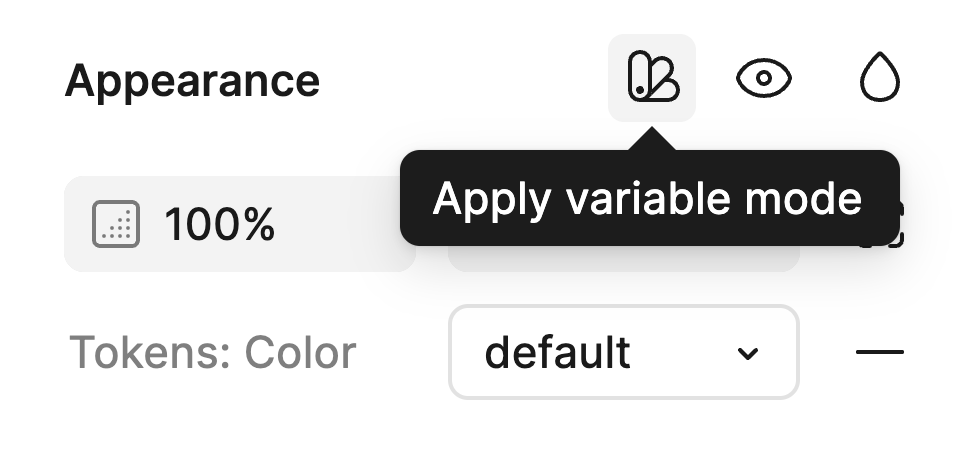 Appearance
Apply variable mode
100%
Tokens: Color
default